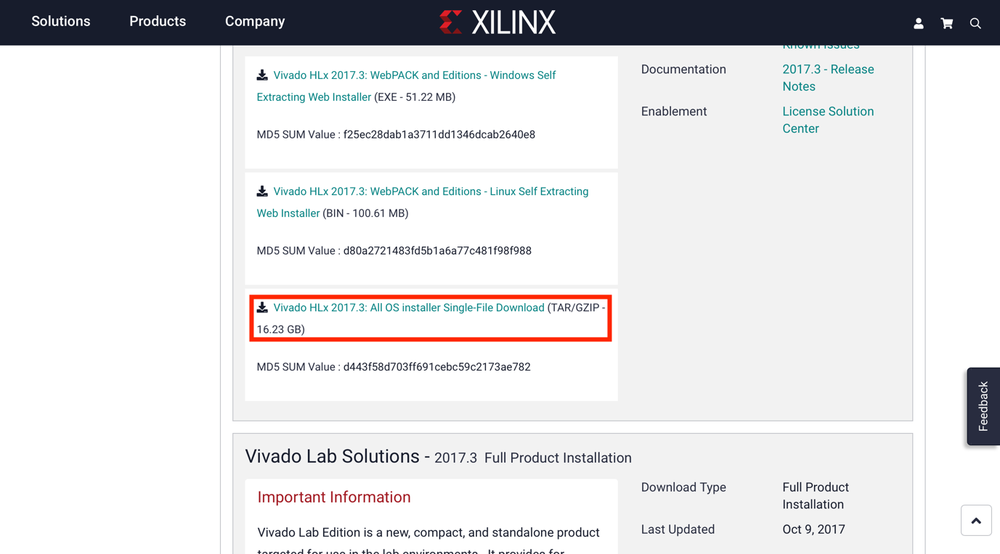 Solutions Products Company XILINX
Known Issues
Vivado HLx 2017.3: WebPACK and Editions - Windows Self
Extracting Web Installer (EXE - 51.22 MB)
MD5 SUM Value : f25ec28dab1a3711dd1346dcab2640e8
Documentation 2017.3 - Release
Notes
Enablement License Solution
Center
Vivado HLx 2017.3: WebPACK and Editions - Linux Self Extracting
Web Installer (BIN - 100.61 MB)
MD5 SUM Value : d80a2721483fd5b1a6a77c481f98f988
Vivado HLx 2017.3: All OS installer Single-File Download (TAR/GZIP -
16.23 GB)
MD5 SUM Value : d443f58d703ff691cebc59c2173ae782
Feedback
Vivado Lab Solutions - 2017.3 Full Product Installation
Important Information
Vivado Lab Edition is a new, compact, and standalone product
targeted for use in the lab environments. It provides for
Download Type Full Product
Installation
Last Updated Oct 9, 2017